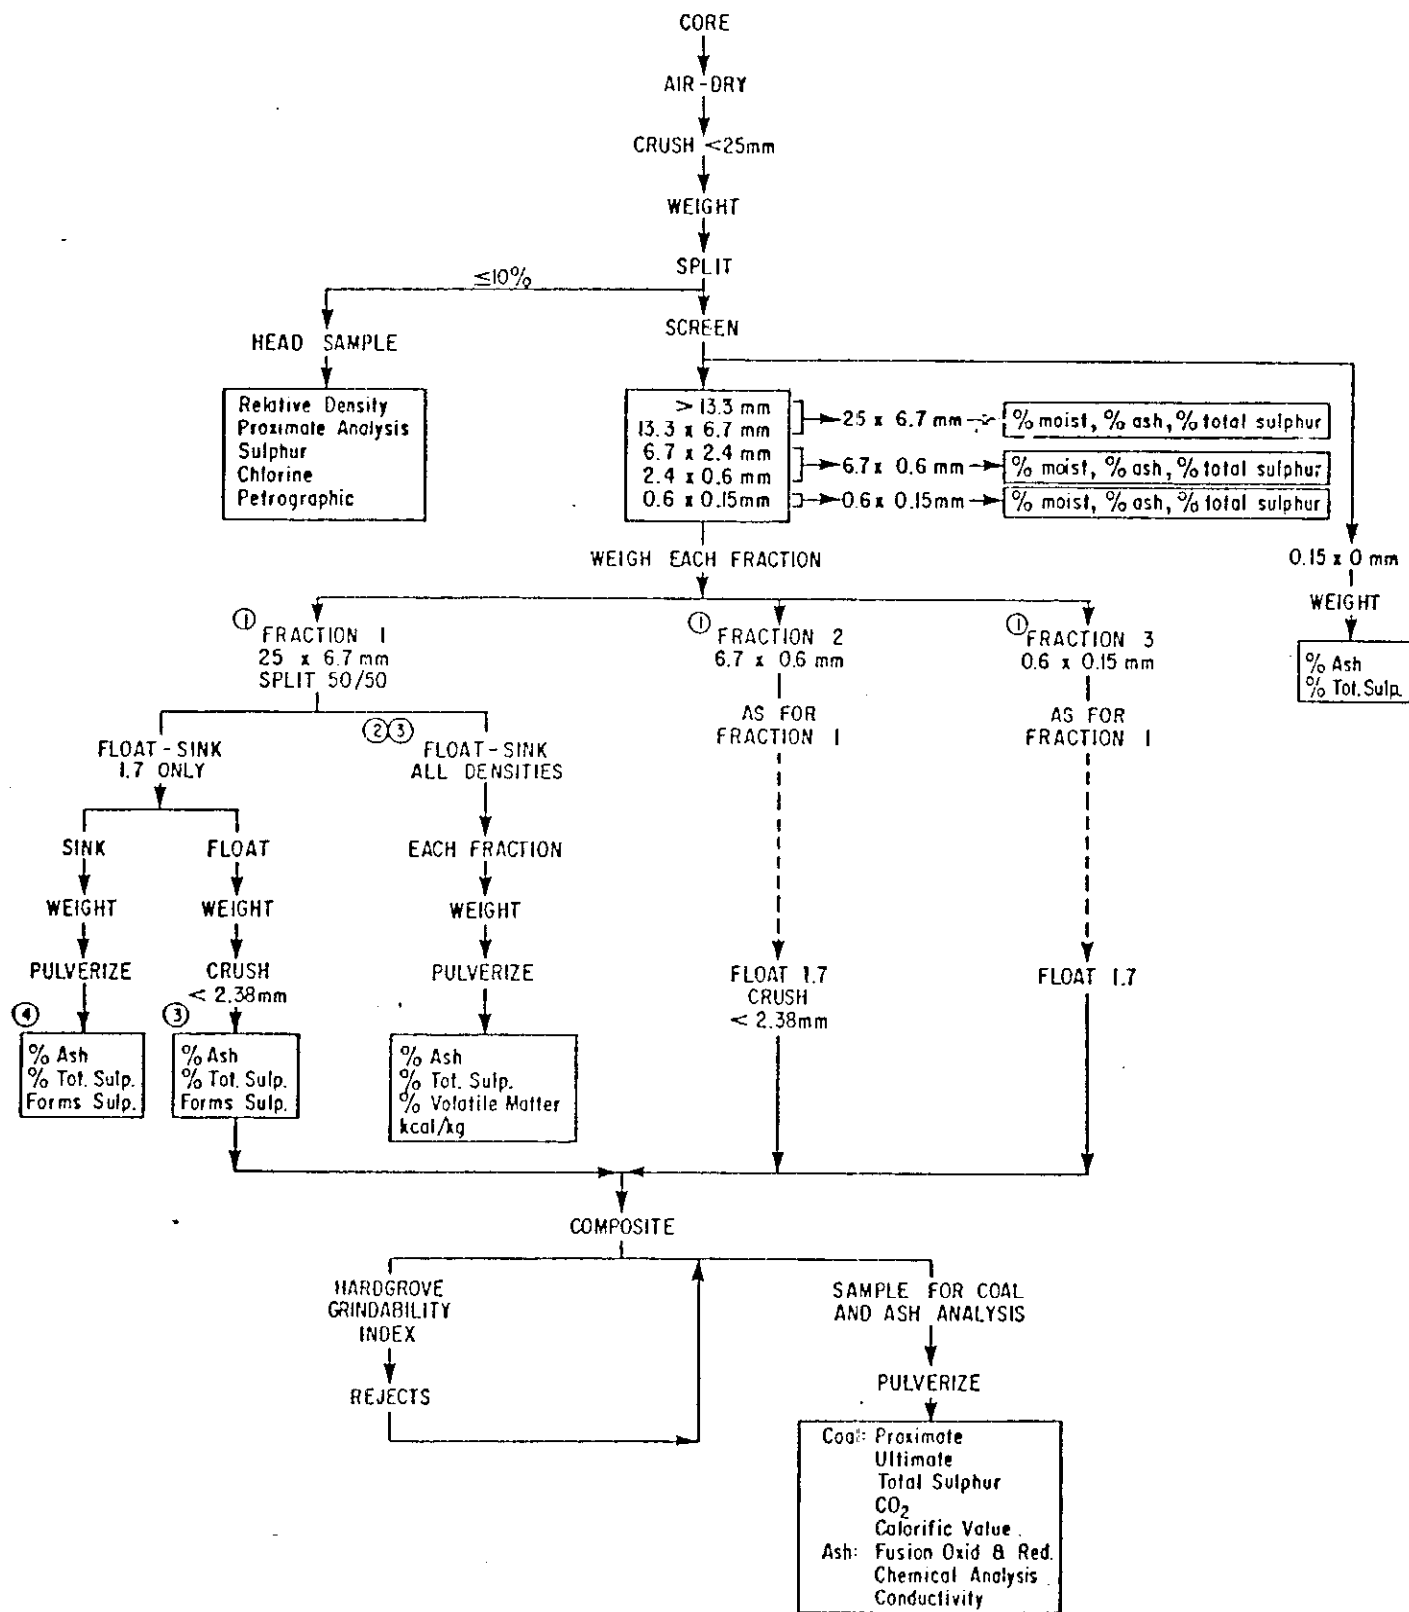 CORE
AIR-DRY
CRUSH <25mm
WEIGHT
SPLIT
≤10%
HEAD SAMPLE
Relative Density
Proximate Analysis
Sulphur
Chlorine
Petrographic
SCREEN
> 13.3 mm
13.3 x 6.7 mm
6.7 x 2.4 mm
2.4 x 0.6 mm
0.6 x 0.15mm
25 x 6.7 mm
% moist, % ash, % total sulphur
6.7 x 0.6 mm
% moist, % ash, % total sulphur
0.6 x 0.15mm
% moist, % ash, % total sulphur
0.15 x 0 mm
WEIGHT
% Ash
% Tot. Sulp.
WEIGH EACH FRACTION
①
FRACTION 1
25 x 6.7 mm
SPLIT 50/50
①
FRACTION 2
6.7 x 0.6 mm
AS FOR
FRACTION 1
①
FRACTION 3
0.6 x 0.15mm
AS FOR
FRACTION 1
FLOAT-SINK
1.7 ONLY
②③
FLOAT-SINK
ALL DENSITIES
SINK
WEIGHT
PULVERIZE
④
% Ash
% Tot. Sulp.
Forms Sulp.
FLOAT
WEIGHT
CRUSH
< 2.38mm
③
% Ash
% Tot. Sulp.
Forms Sulp.
EACH FRACTION
WEIGHT
PULVERIZE
% Ash
% Tot. Sulp.
% Volatile Matter
kcal/kg
FLOAT 1.7
CRUSH
< 2.38mm
FLOAT 1.7
COMPOSITE
HARDGROVE
GRINDABILITY
INDEX
REJECTS
SAMPLE FOR COAL
AND ASH ANALYSIS
PULVERIZE
Coal: Proximate
Ultimate
Total Sulphur
CO₂
Calorific Value
Ash: Fusion Oxid & Red.
Chemical Analysis
Conductivity